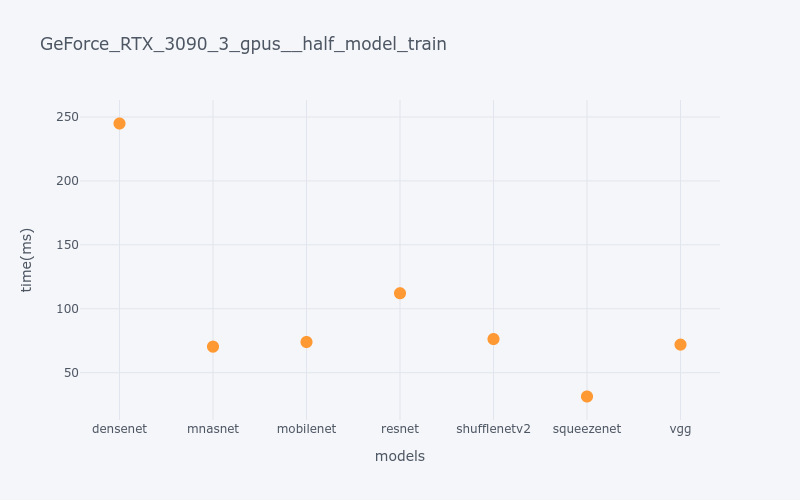 GeForce_RTX_3090_3_gpus__half_model_train
250
200
150
100
50
time(ms)
densenet mnasnet mobilenet resnet shufflenetv2 squeezenet vgg
models